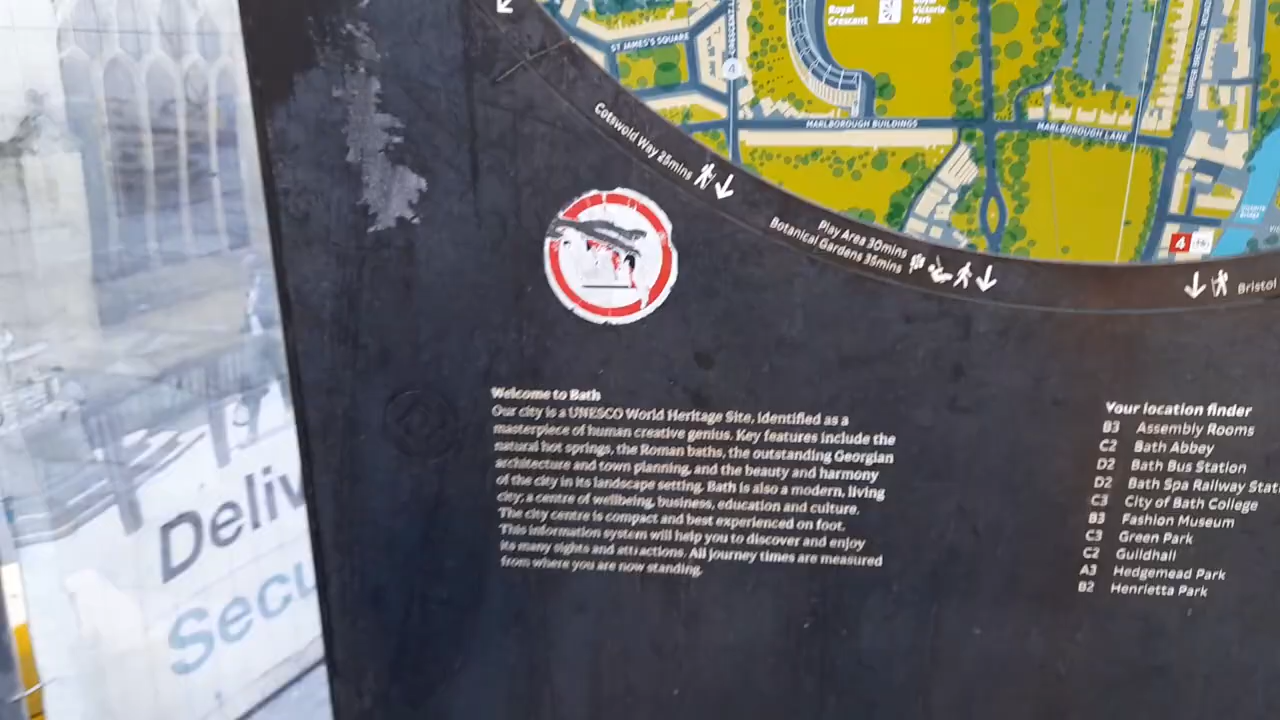 Royal
Crescent
Royal
Victoria
Park
ST JAMES'S SQUARE
CRESCENT
4
MARLBOROUGH BUILDINGS
MARLBOROUGH LANE
UPPER BRISTOL ROAD
Cotswold Way 25mins
Play Area 30mins
Botanical Gardens 35mins
4
Bristol
Welcome to Bath
Our city is a UNESCO World Heritage Site, identified as a
masterpiece of human creative genius. Key features include the
natural hot springs, the Roman baths, the outstanding Georgian
architecture and town planning, and the beauty and harmony
of the city in its landscape setting. Bath is also a modern, living
city; a centre of wellbeing, business, education and culture.
The city centre is compact and best experienced on foot.
This information system will help you to discover and enjoy
its many sights and attractions. All journey times are measured
from where you are now standing.
Your location finder
B3 Assembly Rooms
C2 Bath Abbey
D2 Bath Bus Station
D2 Bath Spa Railway Stat
C3 City of Bath College
B3 Fashion Museum
C3 Green Park
C2 Guildhall
A3 Hedgemead Park
B2 Henrietta Park
Deliv
Secu